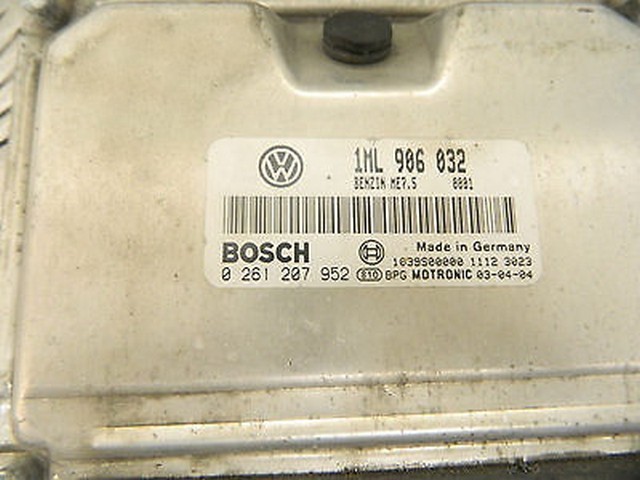 1ML 906 032
BENZIN ME7.5 0001
BOSCH
Made in Germany
1039S00000 1112 3023
0 261 207 952 e10 BPG MOTRONIC 03-04-04